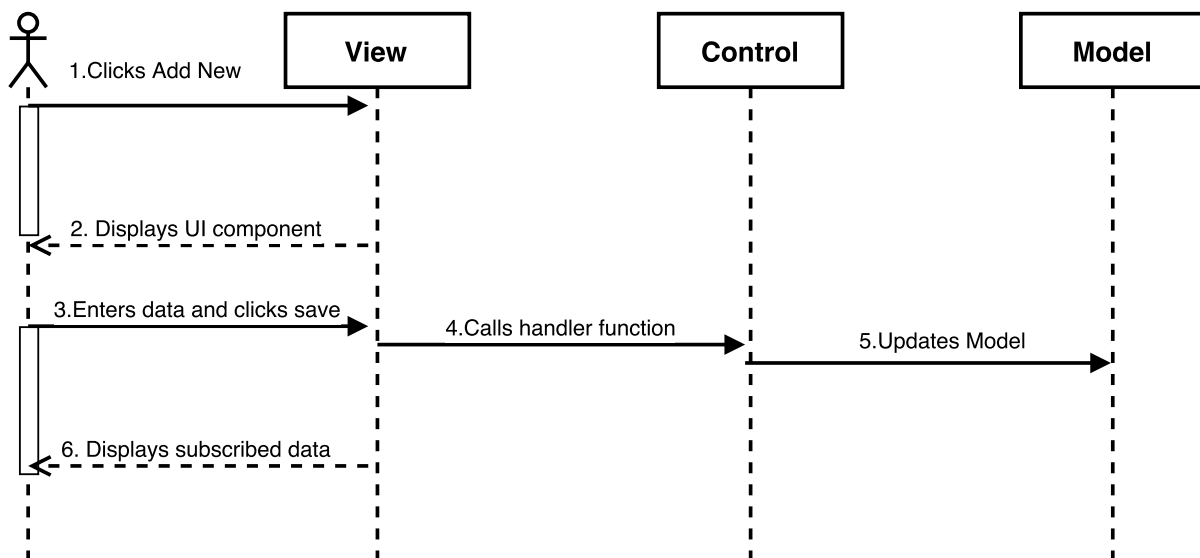 View
Control
Model
1.Clicks Add New
2. Displays UI component
3.Enters data and clicks save
4.Calls handler function
5.Updates Model
6. Displays subscribed data